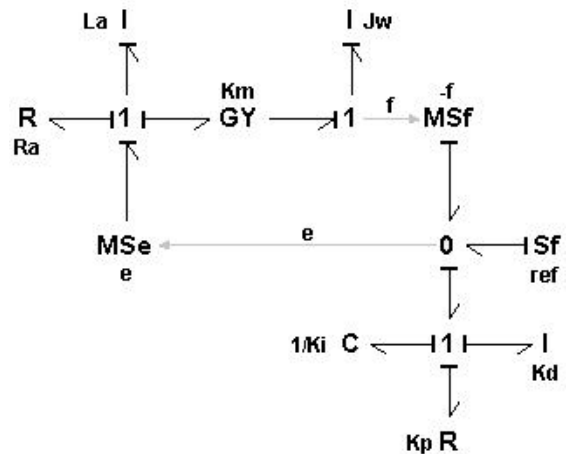 La I
I Jw
Km
-f
R 1 GY 1 f MSf
Ra
e
MSe 0 Sf
e ref
1/Ki C 1 I
Kd
Kp R